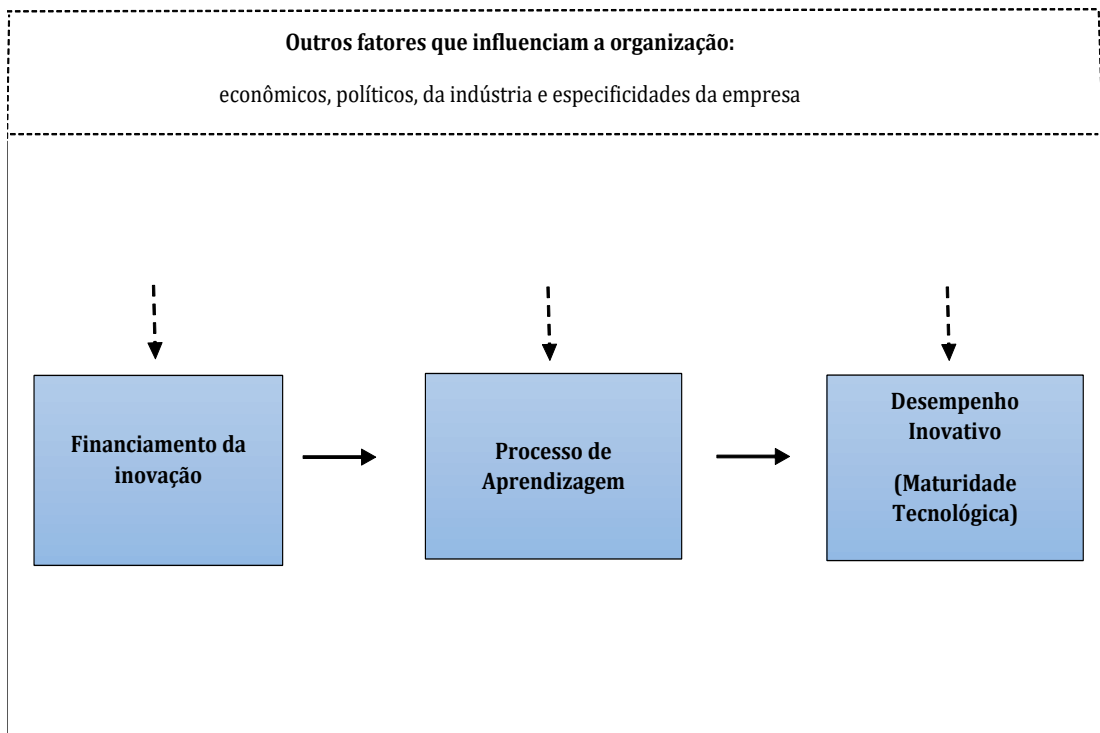 Outros fatores que influenciam a organização:
econômicos, políticos, da indústria e especificidades da empresa
Financiamento da
inovação
Processo de
Aprendizagem
Desempenho
Inovativo
(Maturidade
Tecnológica)